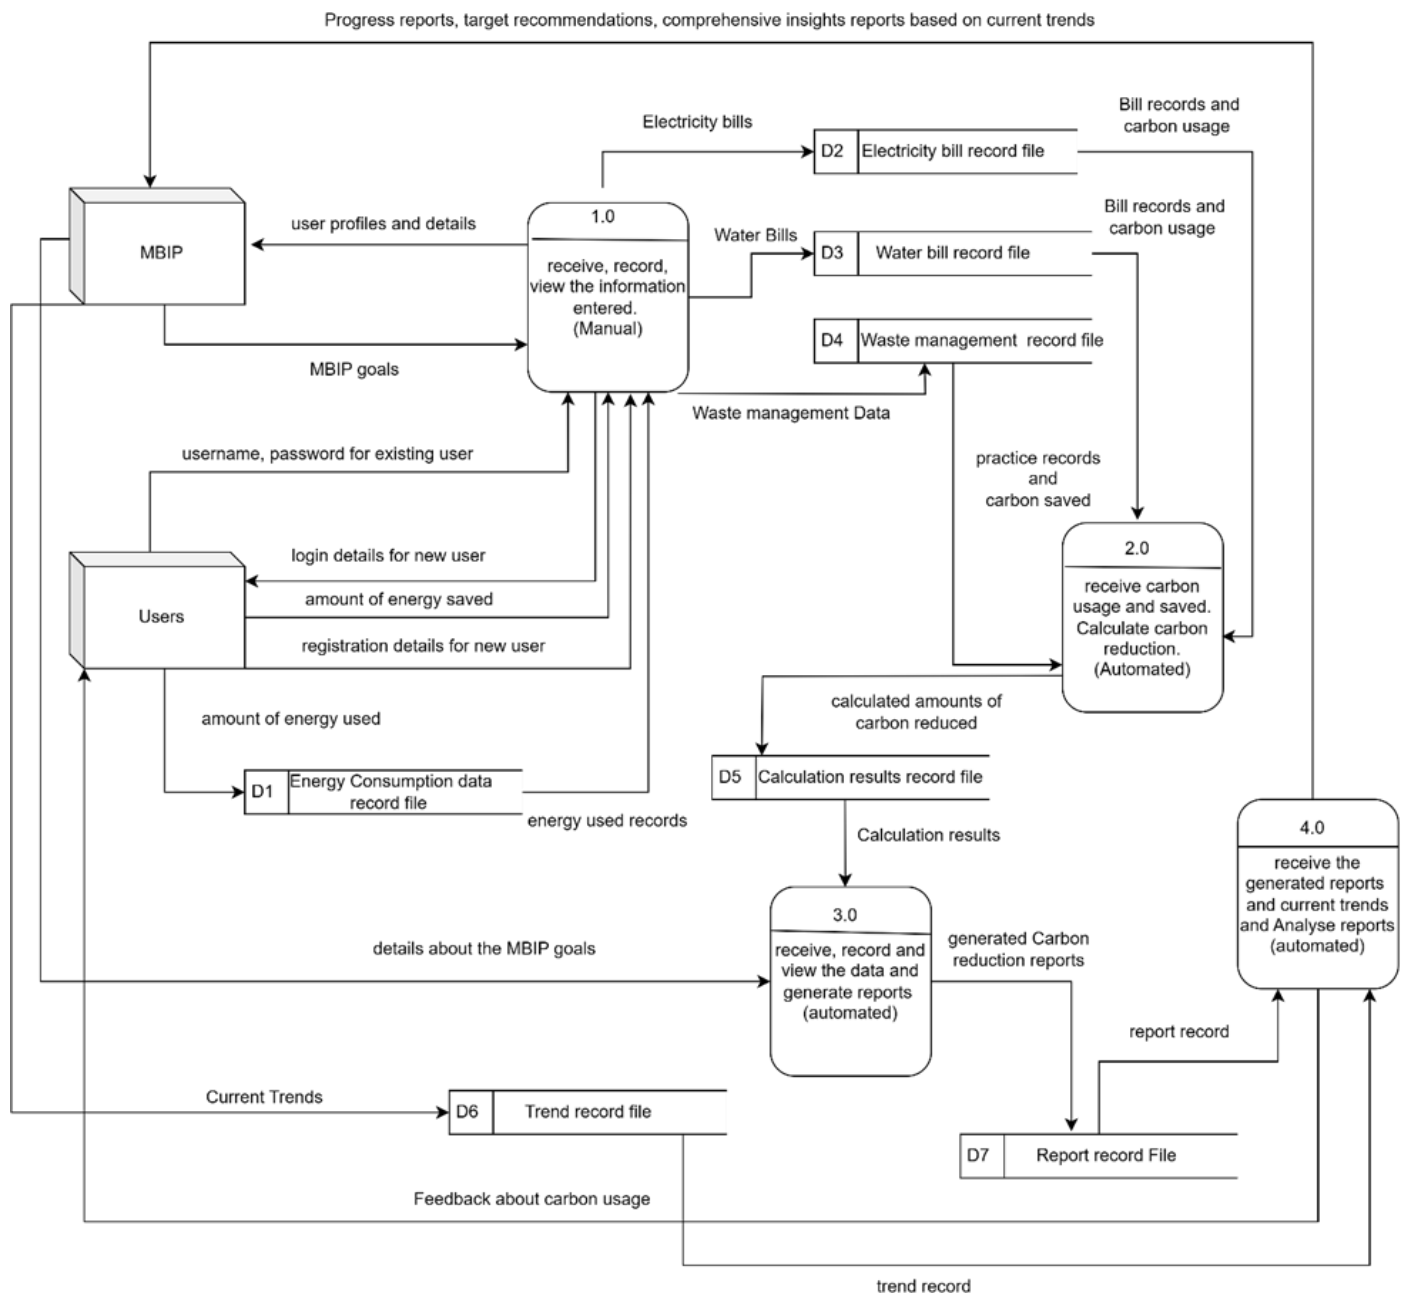 Progress reports, target recommendations, comprehensive insights reports based on current trends
Electricity bills
Bill records and
carbon usage
D2
Electricity bill record file
user profiles and details
MBIP
1.0
receive, record,
view the information
entered.
(Manual)
Water Bills
D3
Water bill record file
Bill records and
carbon usage
D4
Waste management record file
MBIP goals
Waste management Data
username, password for existing user
practice records
and
carbon saved
login details for new user
amount of energy saved
Users
registration details for new user
2.0
receive carbon
usage and saved.
Calculate carbon
reduction.
(Automated)
amount of energy used
calculated amounts of
carbon reduced
D1
Energy Consumption data
record file
energy used records
D5
Calculation results record file
Calculation results
4.0
receive the
generated reports
and current trends
and Analyse reports
(automated)
details about the MBIP goals
3.0
receive, record and
view the data and
generate reports
(automated)
generated Carbon
reduction reports
report record
Current Trends
D6
Trend record file
D7
Report record File
Feedback about carbon usage
trend record